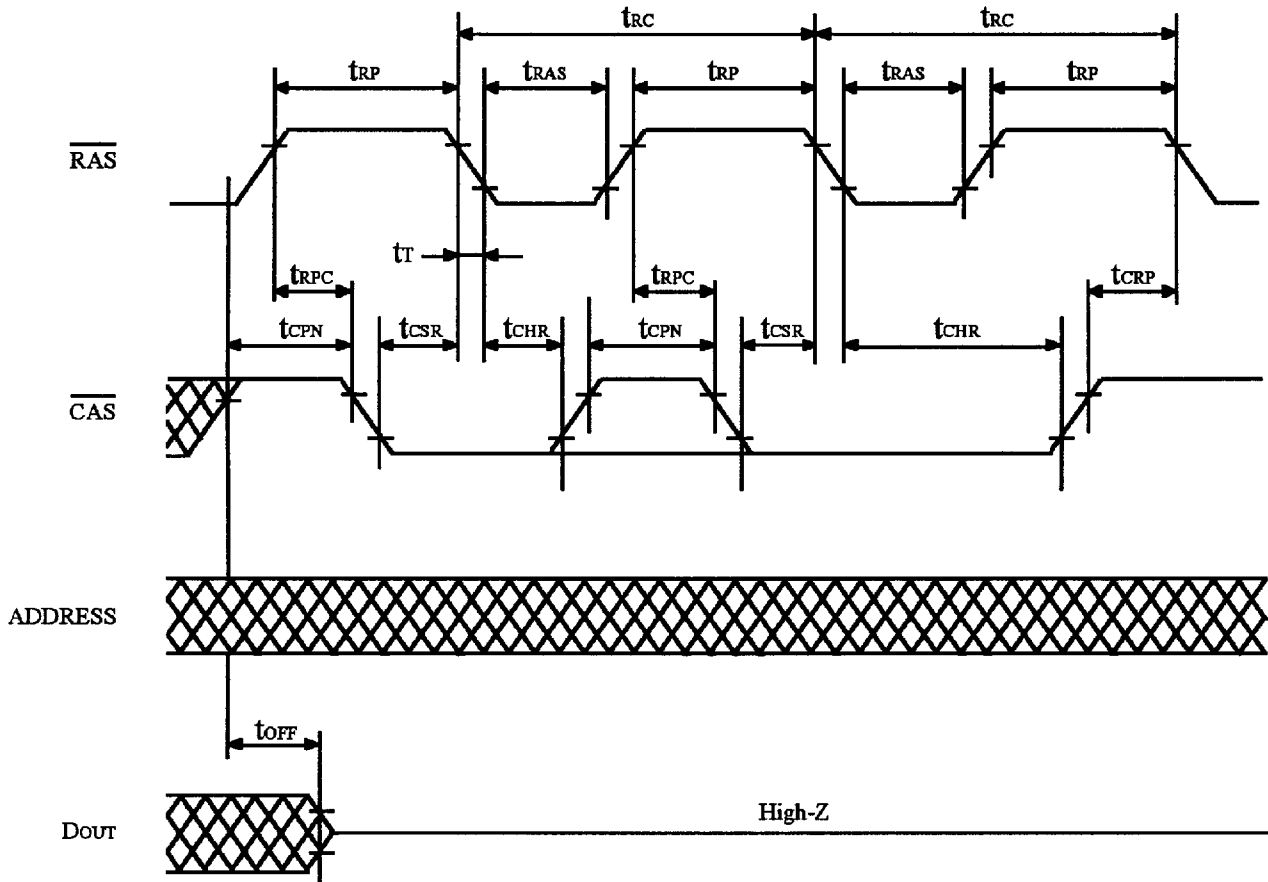 tRC tRC
tRP tRAS tRP tRAS tRP
RAS
tT
tRPC tRPC tCRP
tCPN tCSR tCHR tCPN tCSR tCHR
CAS
ADDRESS
tOFF
DOUT High-Z